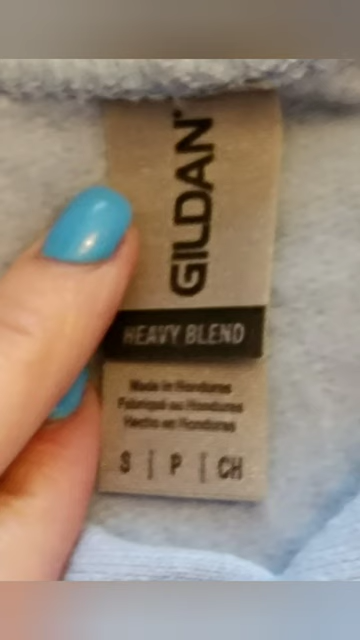 GILDAN
HEAVY BLEND
Made in Honduras
Fabriqué au Honduras
Hecho en Honduras
S | P | CH